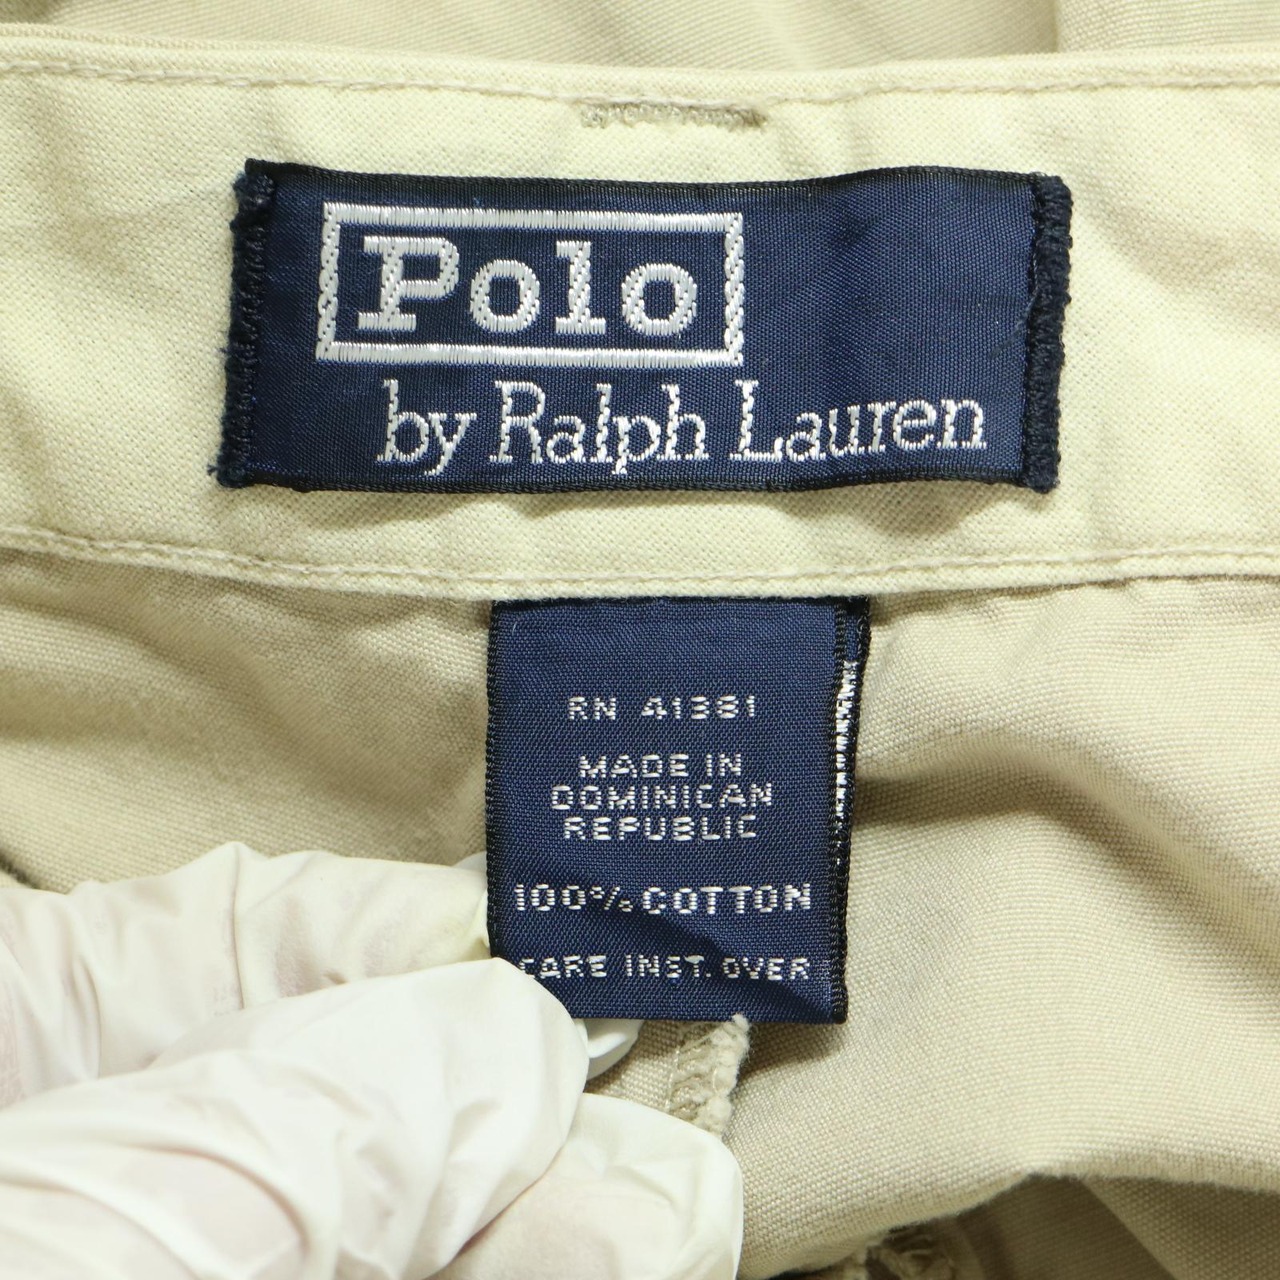 Polo
by Ralph Lauren
RN 41381
MADE IN
DOMINICAN
REPUBLIC
100% COTTON
CARE INST. OVER